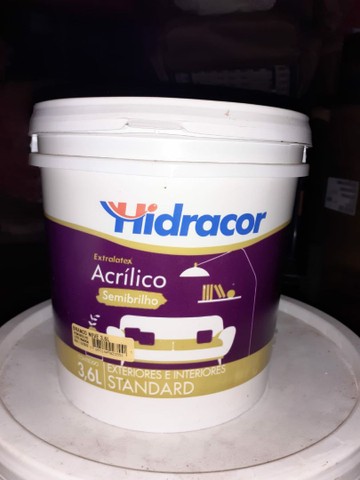 Hidracor
Extralatex
Acrílico
Semibrilho
3,6L
EXTERIORES E INTERIORES
STANDARD